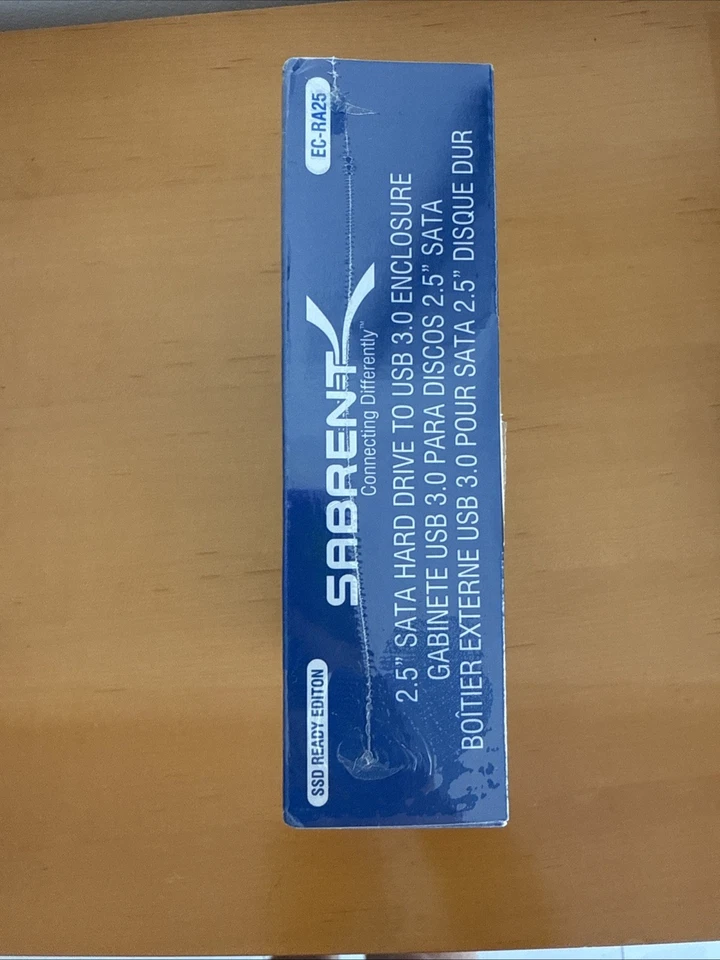 SSD READY EDITON
EC-RA25
SABRENT
Connecting Differently™
2.5” SATA HARD DRIVE TO USB 3.0 ENCLOSURE
GABINETE USB 3.0 PARA DISCOS 2.5” SATA
BOÎTIER EXTERNE USB 3.0 POUR SATA 2.5” DISQUE DUR